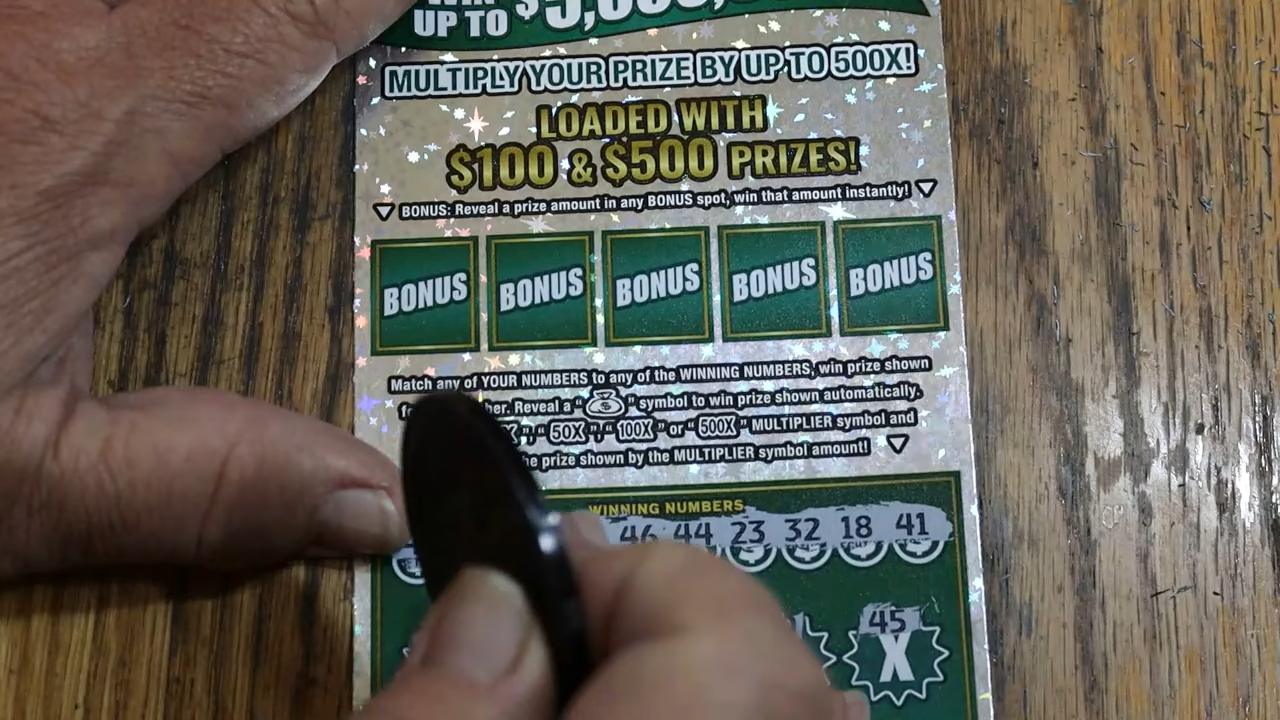 WIN
UP TO $5,000,
MULTIPLY YOUR PRIZE BY UP TO 500X!
LOADED WITH
$100 & $500 PRIZES!
BONUS: Reveal a prize amount in any BONUS spot, win that amount instantly!
BONUS BONUS BONUS BONUS BONUS
Match any of YOUR NUMBERS to any of the WINNING NUMBERS, win prize shown
Reveal a "$" symbol to win prize shown automatically.
"50X", "100X" or "500X" MULTIPLIER symbol and
prize shown by the MULTIPLIER symbol amount!
WINNING NUMBERS
46 44 23 32 18 41
45
X